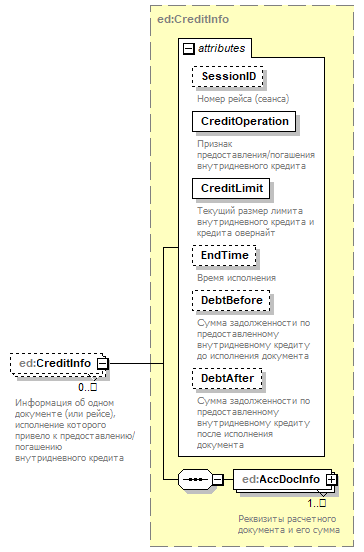 ed:CreditInfo
attributes
SessionID
Номер рейса (сеанса)
CreditOperation
Признак
предоставления/погашения
внутридневного кредита
CreditLimit
Текущий размер лимита
внутридневного кредита и
кредита овернайт
EndTime
Время исполнения
DebtBefore
Сумма задолженности по
предоставленному
внутридневному кредиту
до исполнения документа
DebtAfter
Сумма задолженности по
предоставленному
внутридневному кредиту
после исполнения
документа
ed:CreditInfo
0..□
Информация об одном
документе (или рейсе),
исполнение которого
привело к предоставлению/
погашению
внутридневного кредита
ed:AccDocInfo
1..□
Реквизиты расчетного
документа и его сумма